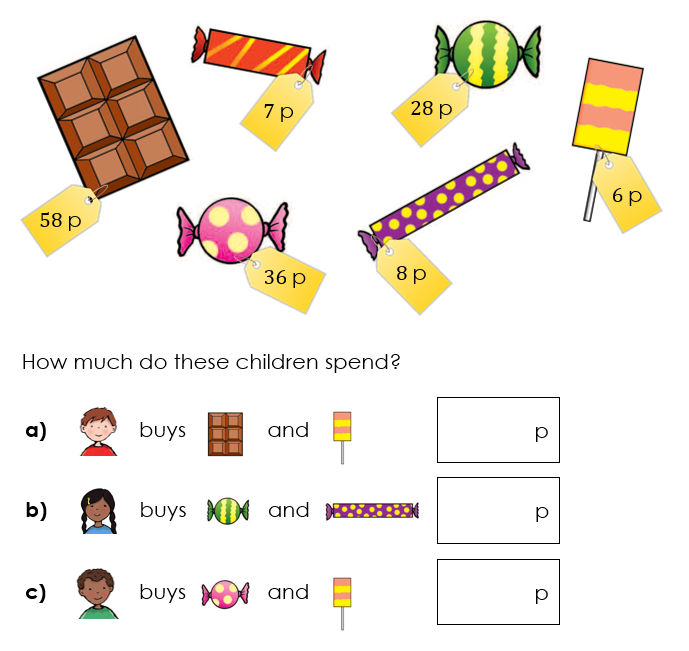 7 p
28 p
58 p
6 p
36 p
8 p
How much do these children spend?
a) buys and p
b) buys and p
c) buys and p